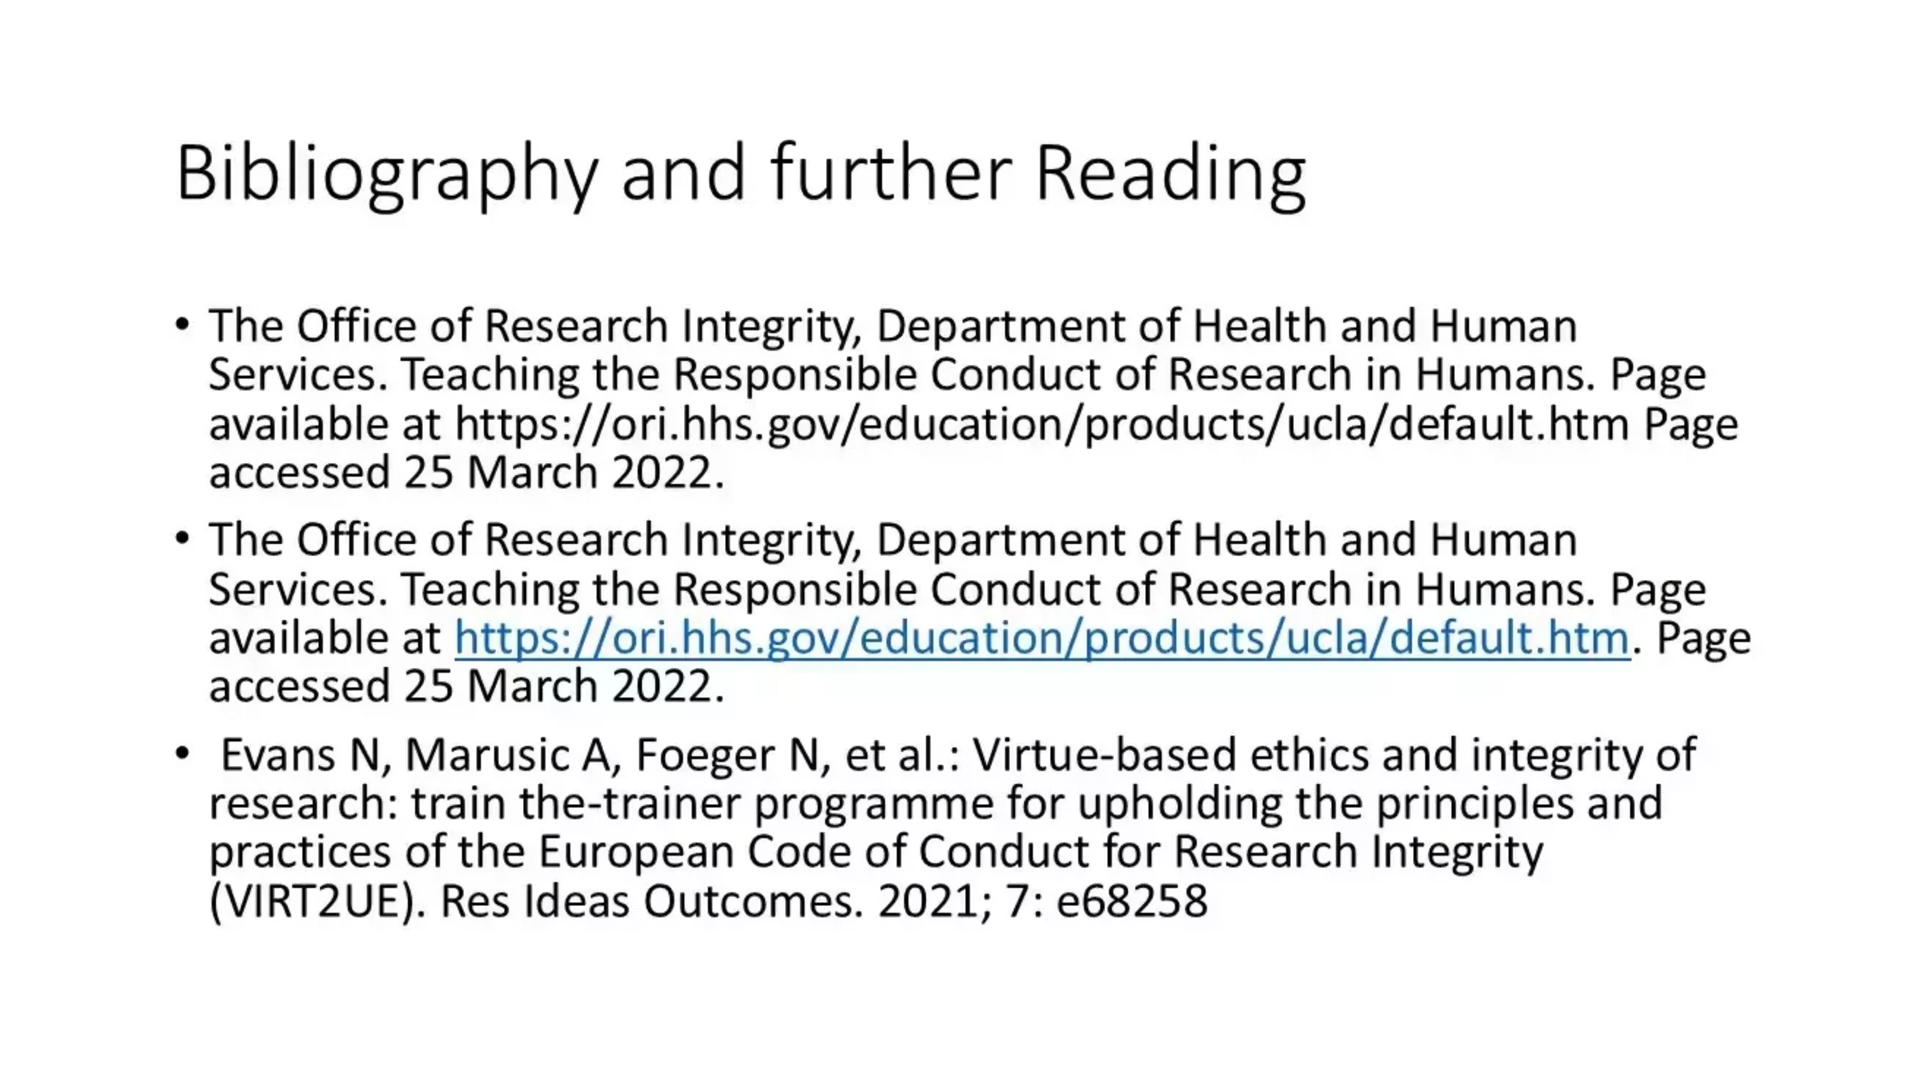 Bibliography and further Reading
• The Office of Research Integrity, Department of Health and Human
Services. Teaching the Responsible Conduct of Research in Humans. Page
available at https://ori.hhs.gov/education/products/ucla/default.htm Page
accessed 25 March 2022.
• The Office of Research Integrity, Department of Health and Human
Services. Teaching the Responsible Conduct of Research in Humans. Page
available at https://ori.hhs.gov/education/products/ucla/default.htm. Page
accessed 25 March 2022.
• Evans N, Marusic A, Foeger N, et al.: Virtue-based ethics and integrity of
research: train the-trainer programme for upholding the principles and
practices of the European Code of Conduct for Research Integrity
(VIRT2UE). Res Ideas Outcomes. 2021; 7: e68258